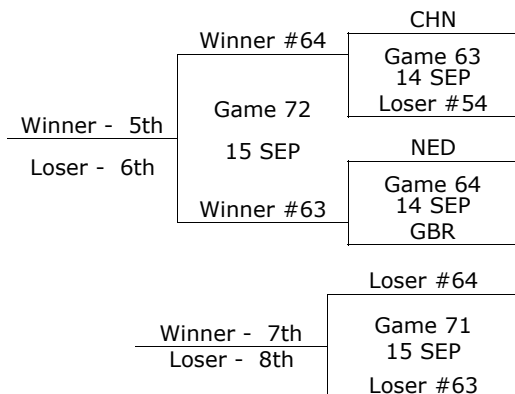 CHN
Winner #64
Game 63
14 SEP
Loser #54
Game 72
Winner - 5th
15 SEP
NED
Loser - 6th
Game 64
14 SEP
Winner #63
GBR
Loser #64
Game 71
Winner - 7th
15 SEP
Loser - 8th
Loser #63